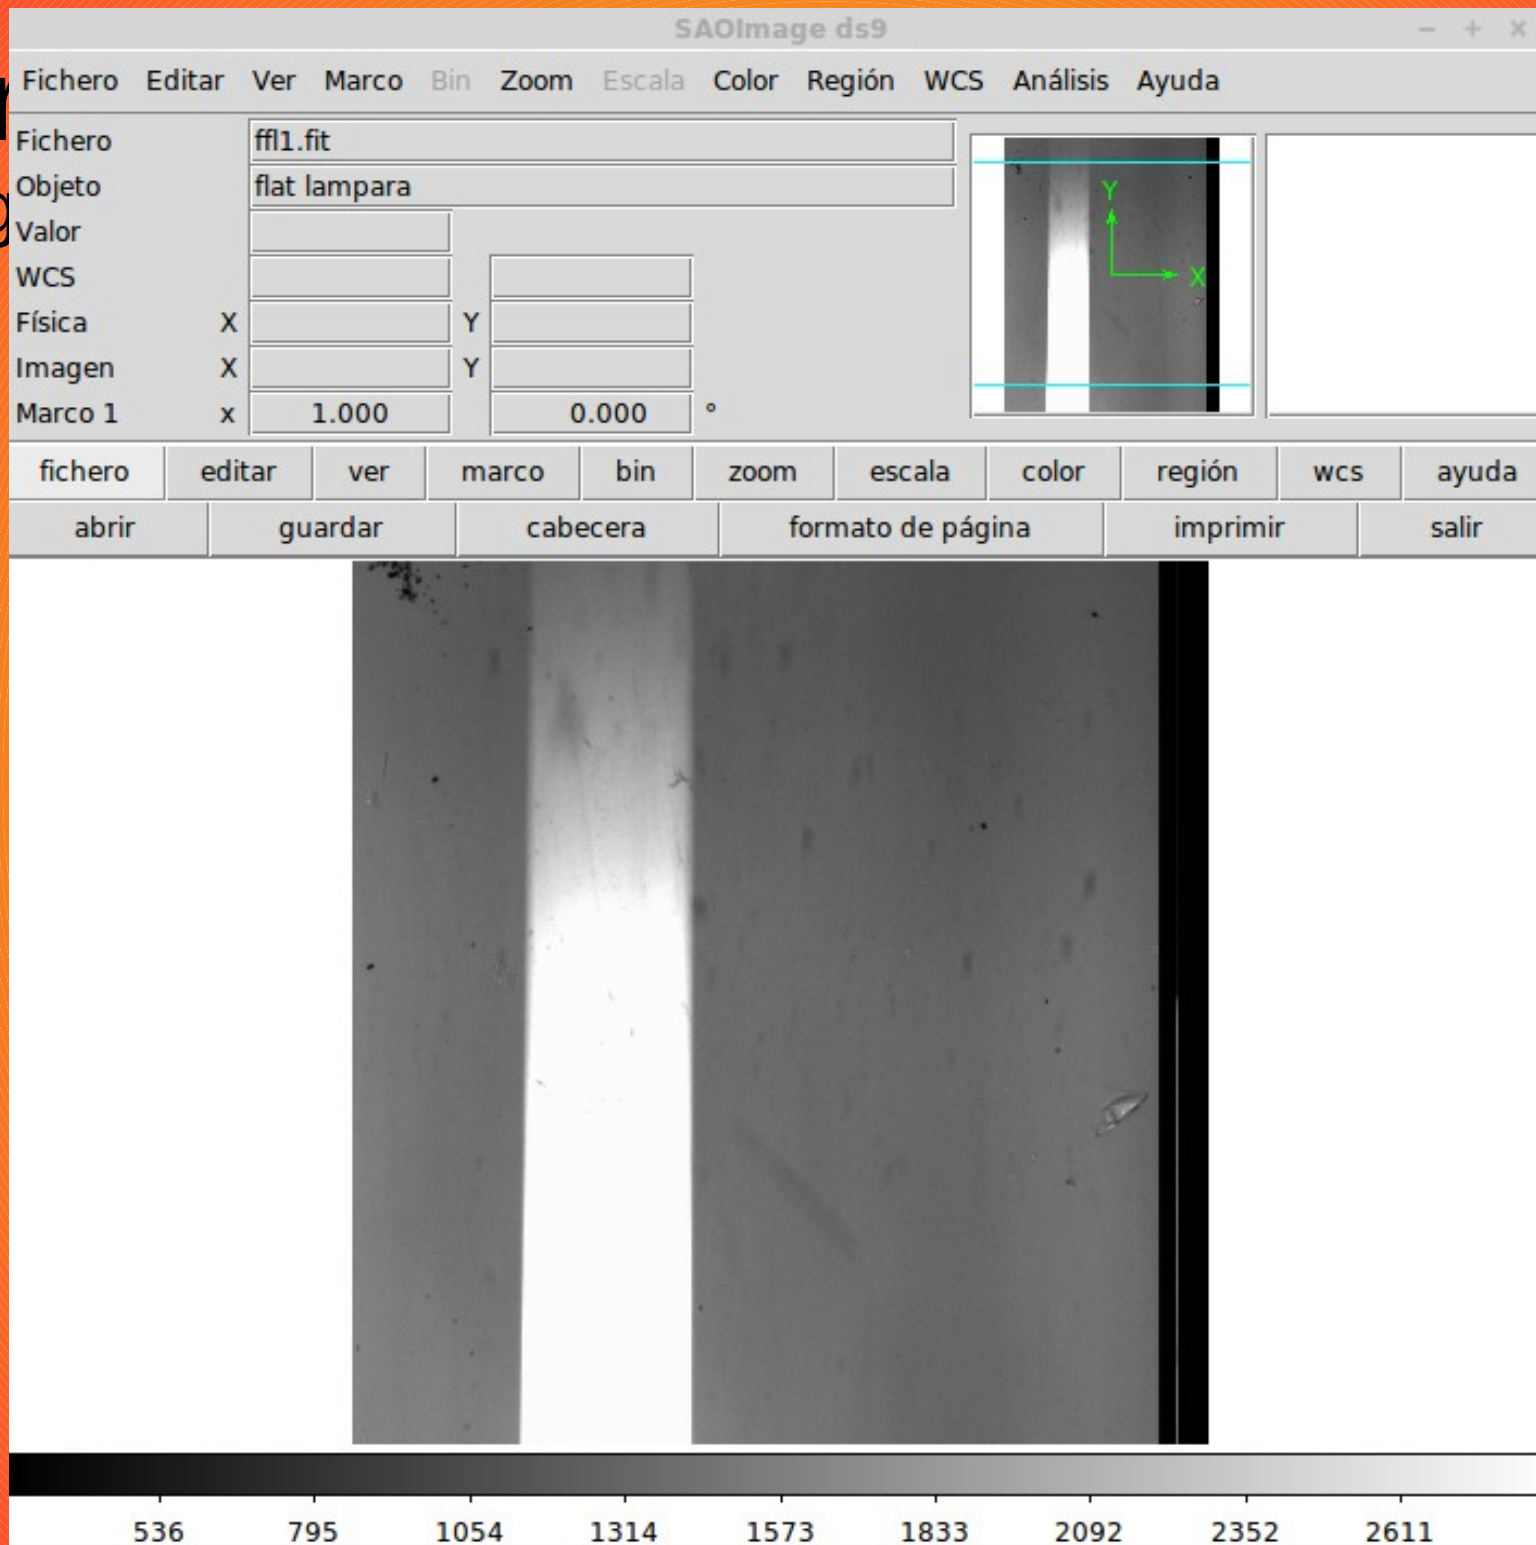 SAOImage ds9
Fichero Editar Ver Marco Bin Zoom Escala Color Región WCS Análisis Ayuda
Fichero ffl1.fit
Objeto flat lampara
Valor
WCS
Física X Y
Imagen X Y
Marco 1 x 1.000 0.000 °
Y
X
fichero editar ver marco bin zoom escala color región wcs ayuda
abrir guardar cabecera formato de página imprimir salir
536 795 1054 1314 1573 1833 2092 2352 2611